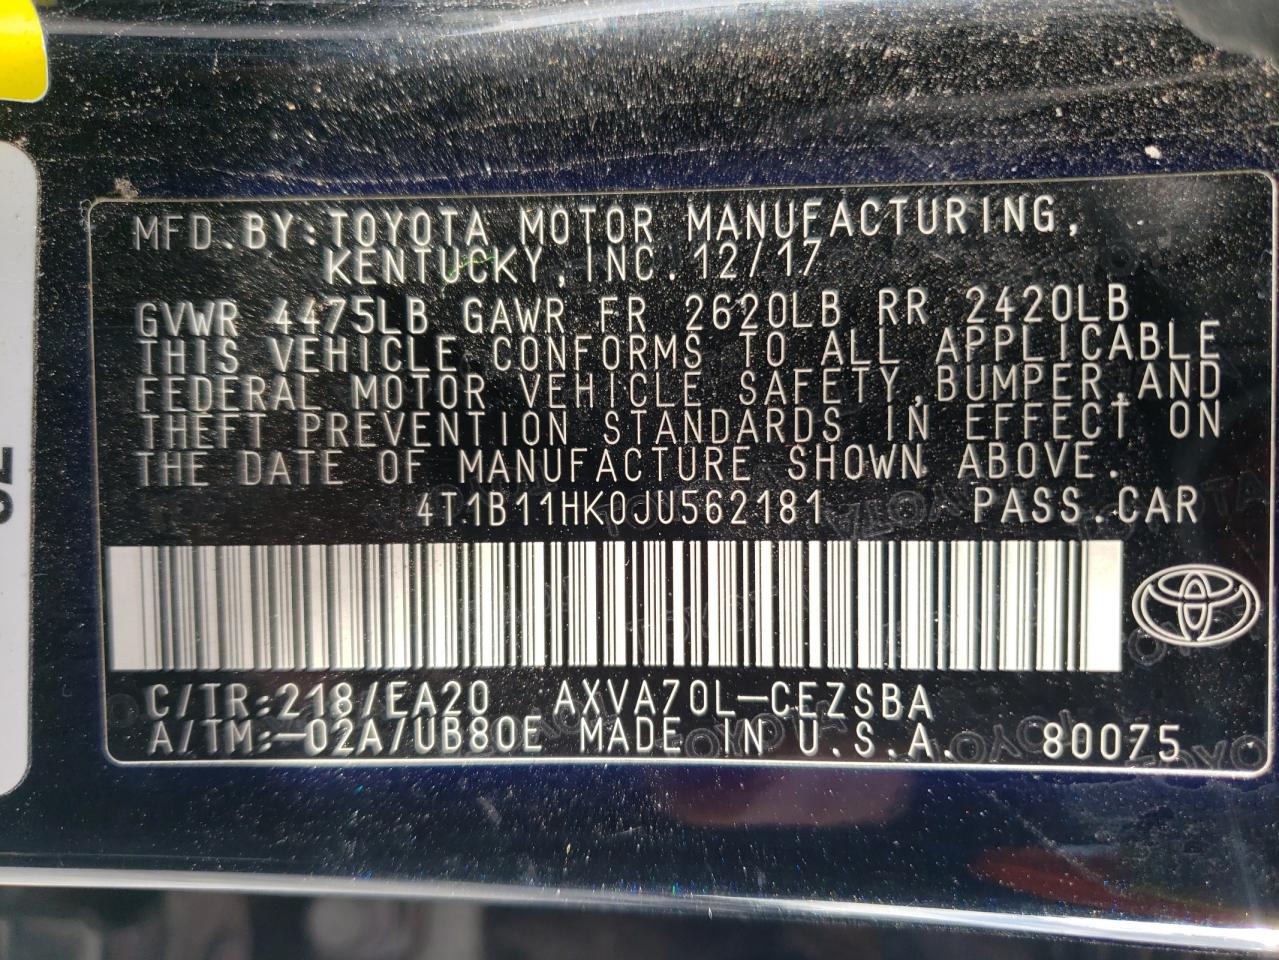 MFD.BY:TOYOTA MOTOR MANUFACTURING,
KENTUCKY,INC.12/17
GVWR 4475LB GAWR FR 2620LB RR 2420LB
THIS VEHICLE CONFORMS TO ALL APPLICABLE
FEDERAL MOTOR VEHICLE SAFETY,BUMPER,AND
THEFT PREVENTION STANDARDS IN EFFECT ON
THE DATE OF MANUFACTURE SHOWN ABOVE.
4T1B11HK0JU562181 PASS.CAR
C/TR:218/EA20 AXVA70L-CEZSBA
A/TM:-02A/UB80E MADE IN U.S.A. 800Z5